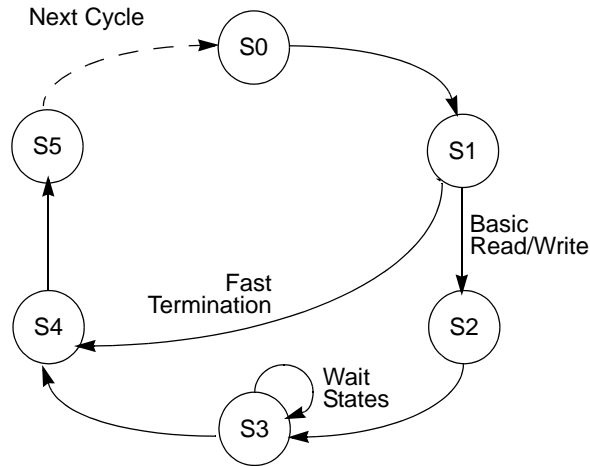 Next Cycle
S0
S5
S1
Basic
Read/Write
Fast
Termination
S4
S2
Wait
States
S3